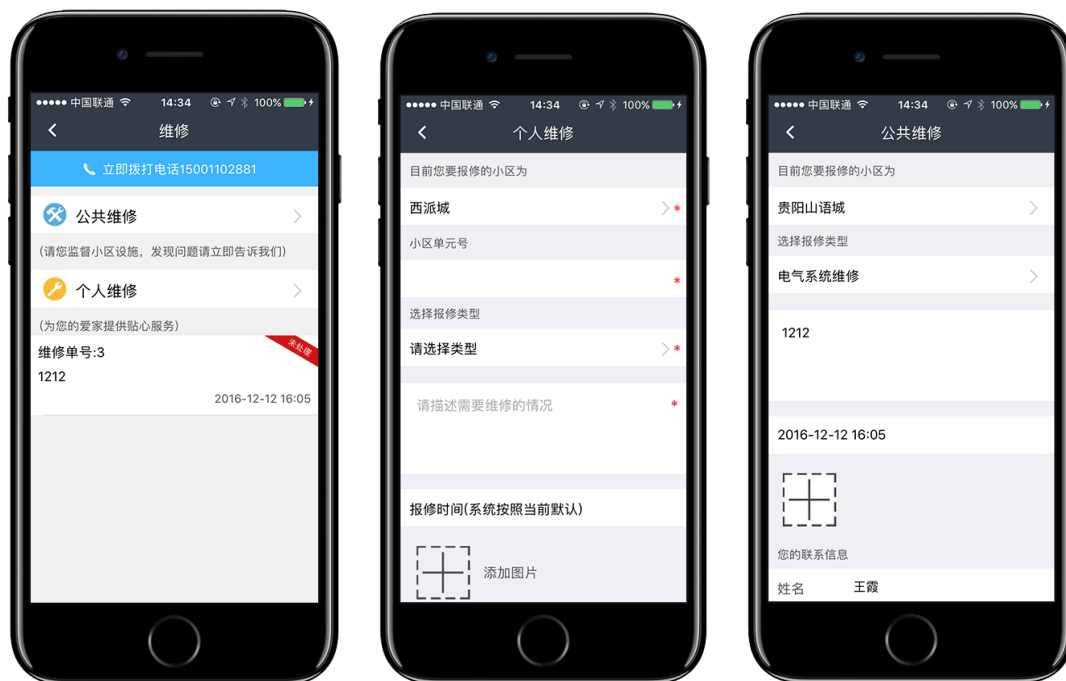 中国联通 14:34 100%
维修
立即拨打电话15001102881
公共维修
(请您监督小区设施，发现问题请立即告诉我们)
个人维修
(为您的爱家提供贴心服务)
维修单号:3
未处理
1212
2016-12-12 16:05
中国联通 14:34 100%
个人维修
目前您要报修的小区为
西派城 *
小区单元号
*
选择报修类型
请选择类型 *
请描述需要维修的情况 *
报修时间(系统按照当前默认)
添加图片
中国联通 14:34 100%
公共维修
目前您要报修的小区为
贵阳山语城
选择报修类型
电气系统维修
1212
2016-12-12 16:05
您的联系信息
姓名 王霞